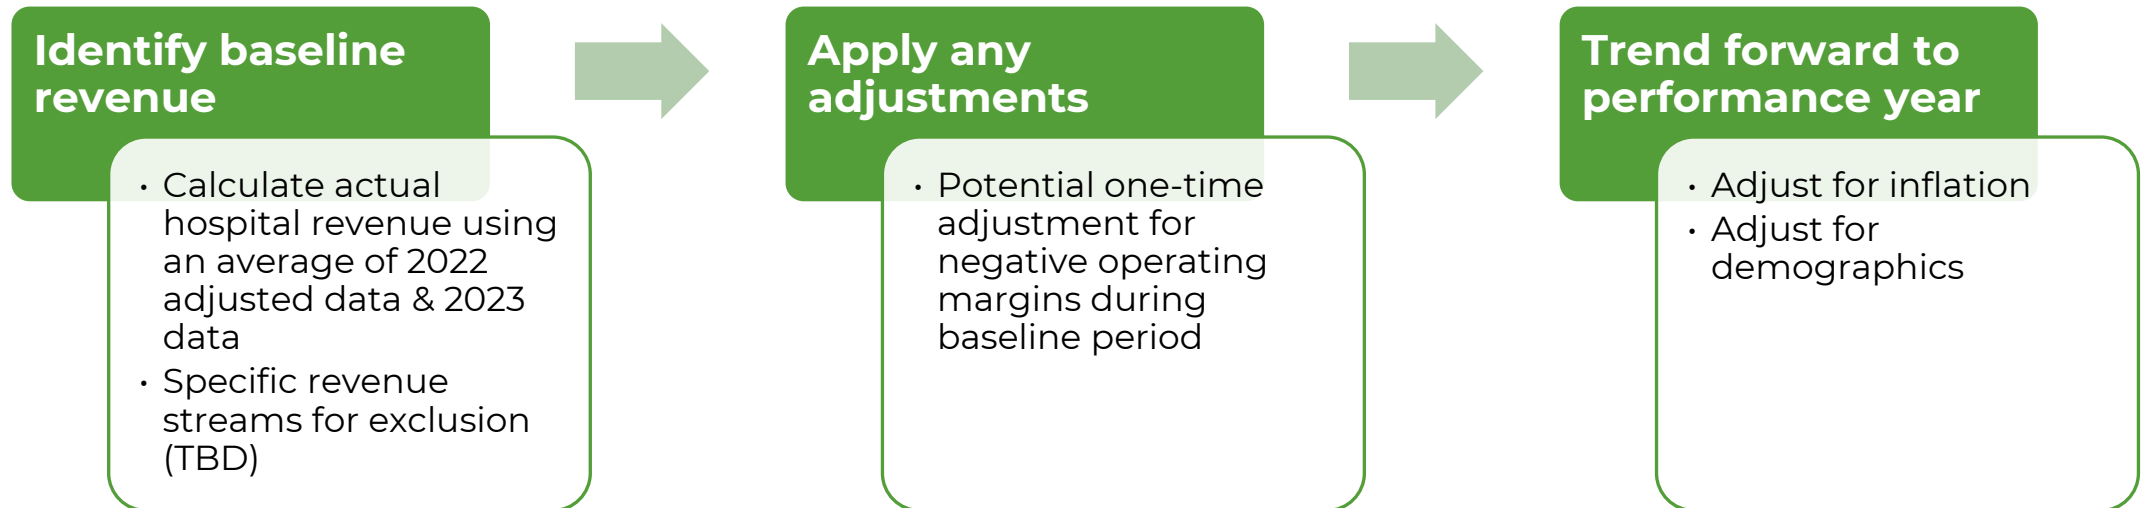 Identify baseline
revenue
· Calculate actual
hospital revenue using
an average of 2022
adjusted data & 2023
data
· Specific revenue
streams for exclusion
(TBD)
Apply any
adjustments
· Potential one-time
adjustment for
negative operating
margins during
baseline period
Trend forward to
performance year
· Adjust for inflation
· Adjust for
demographics